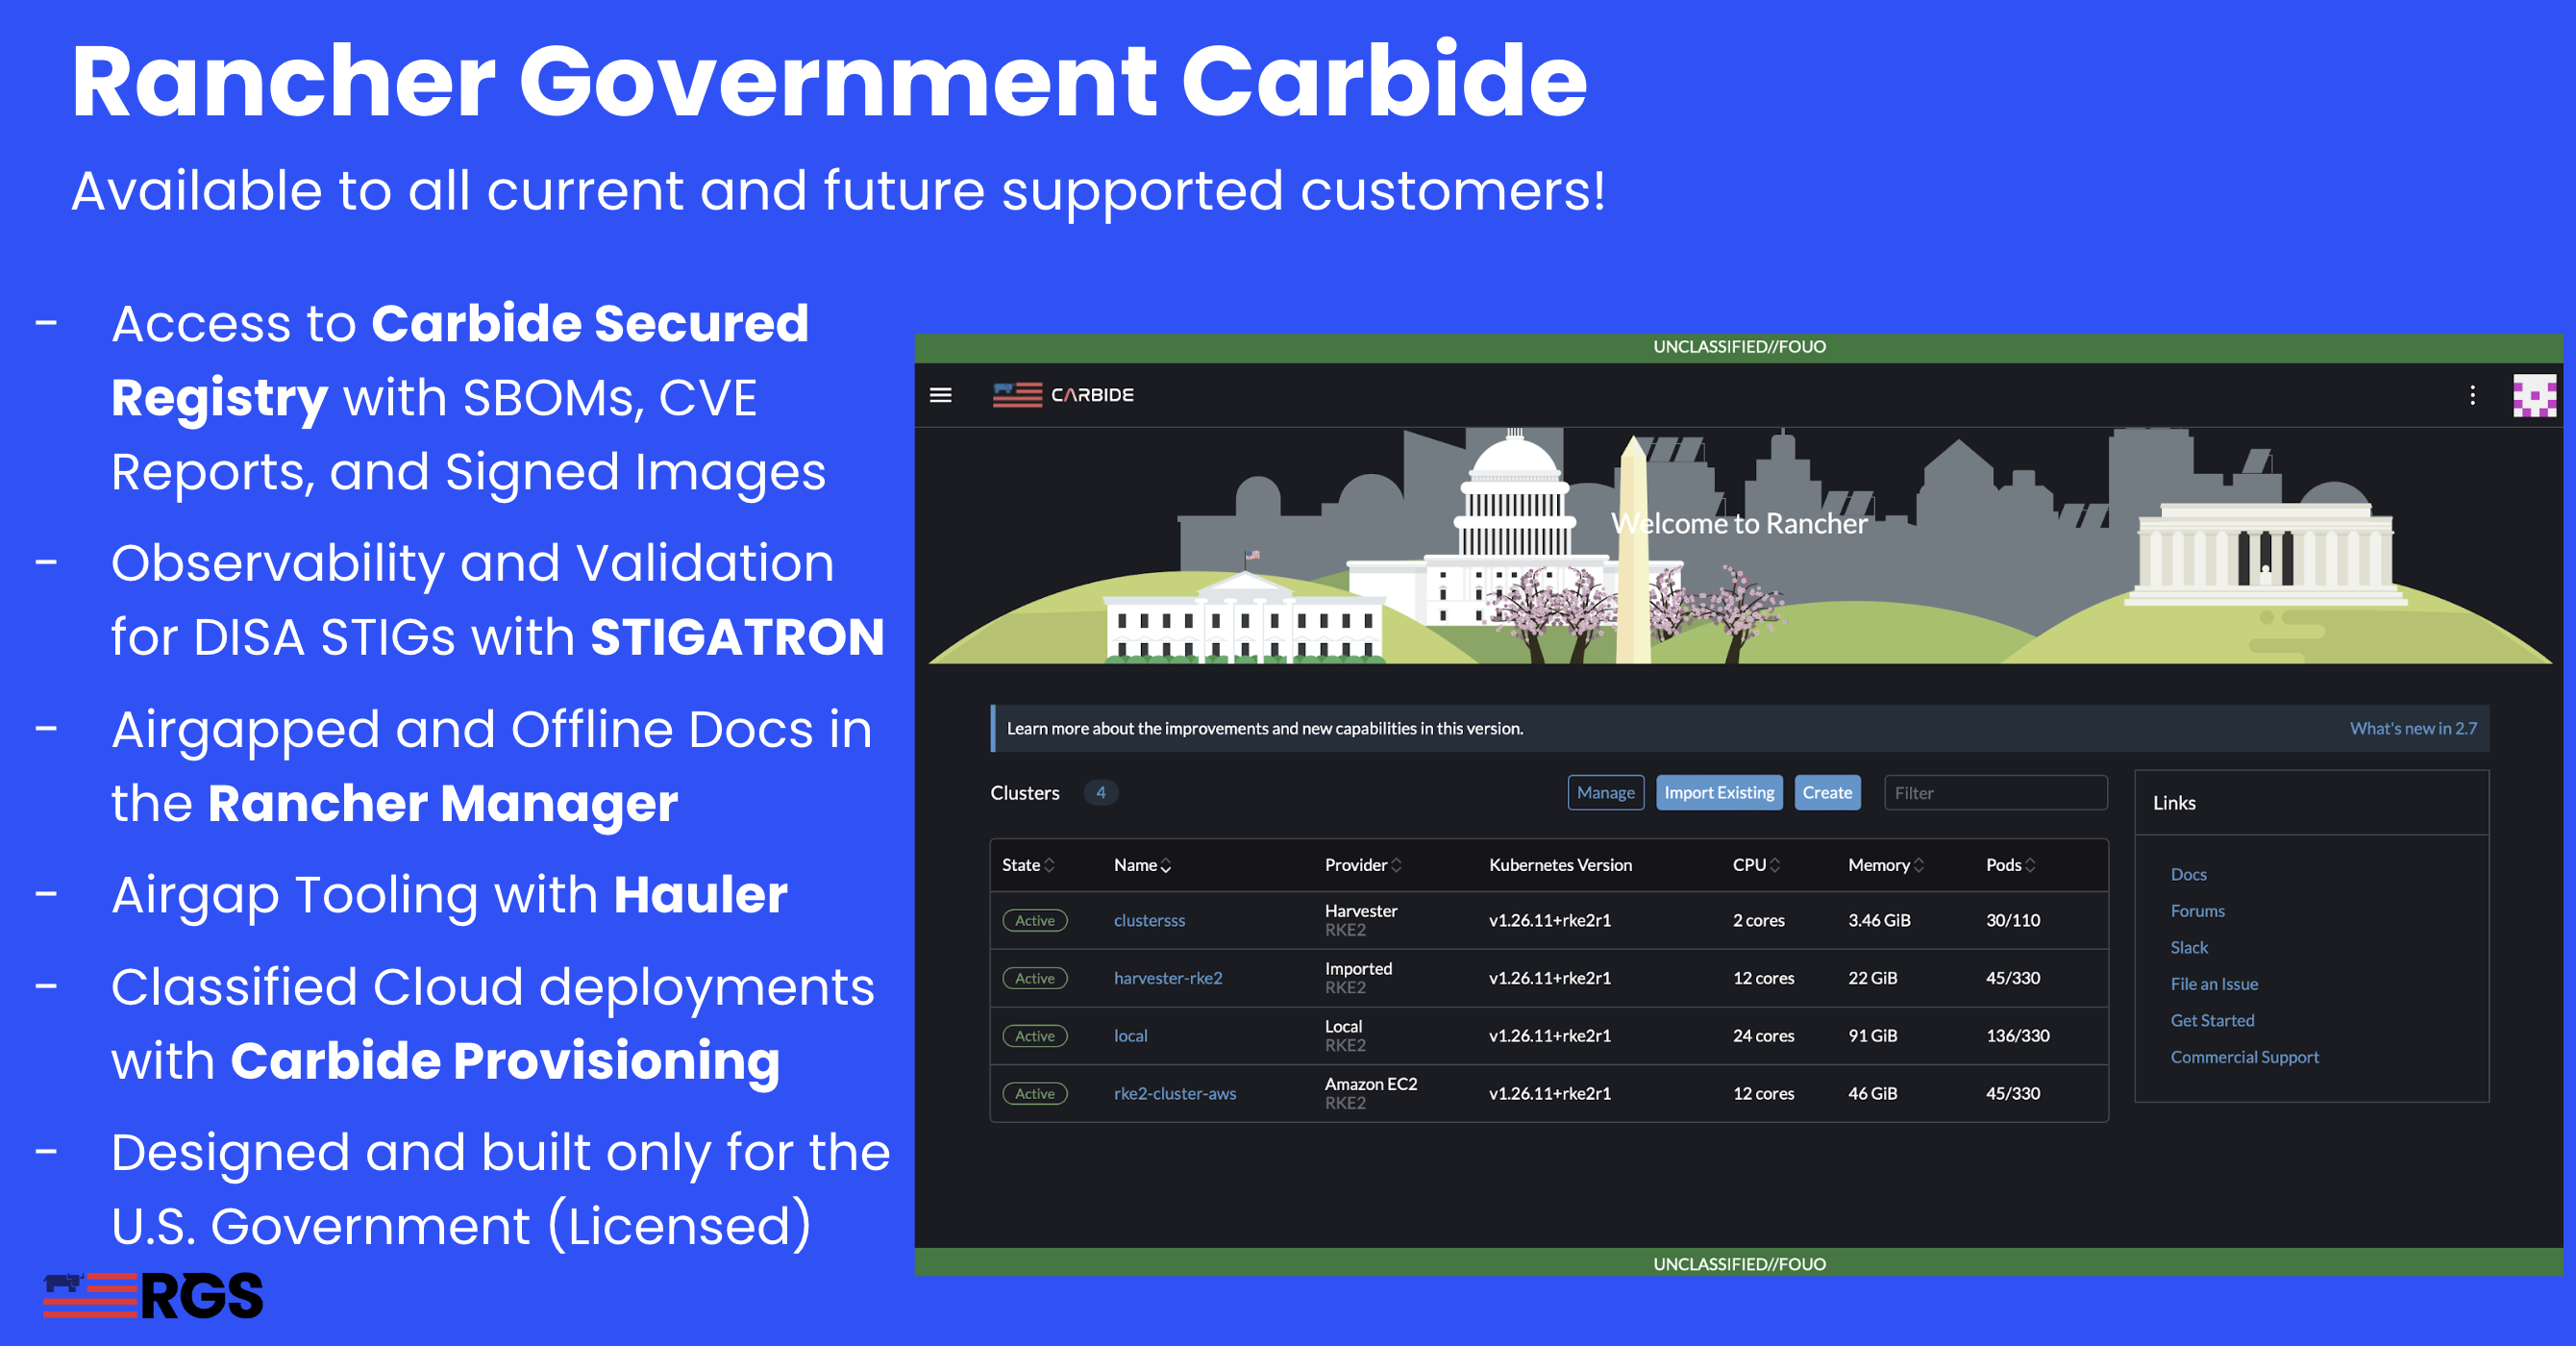 Rancher Government Carbide
Available to all current and future supported customers!
- Access to Carbide Secured
Registry with SBOMs, CVE
Reports, and Signed Images
- Observability and Validation
for DISA STIGs with STIGATRON
- Airgapped and Offline Docs in
the Rancher Manager
- Airgap Tooling with Hauler
- Classified Cloud deployments
with Carbide Provisioning
- Designed and built only for the
U.S. Government (Licensed)
RGS
UNCLASSIFIED//FOUO
CARBIDE
Welcome to Rancher
Learn more about the improvements and new capabilities in this version. What's new in 2.7
Clusters 4 Manage Import Existing Create Filter
State Name Provider Kubernetes Version CPU Memory Pods
Active clustersss Harvester RKE2 v1.26.11+rke2r1 2 cores 3.46 GiB 30/110
Active harvester-rke2 Imported RKE2 v1.26.11+rke2r1 12 cores 22 GiB 45/330
Active local Local RKE2 v1.26.11+rke2r1 24 cores 91 GiB 136/330
Active rke2-cluster-aws Amazon EC2 RKE2 v1.26.11+rke2r1 12 cores 46 GiB 45/330
Links
Docs
Forums
Slack
File an Issue
Get Started
Commercial Support
UNCLASSIFIED//FOUO